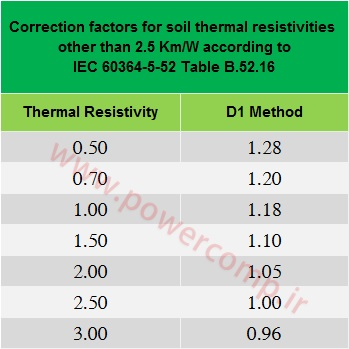 Correction factors for soil thermal resistivities
other than 2.5 Km/W according to
IEC 60364-5-52 Table B.52.16
Thermal Resistivity D1 Method
0.50 1.28
0.70 1.20
1.00 1.18
1.50 1.10
2.00 1.05
2.50 1.00
3.00 0.96
www.powercomp.ir